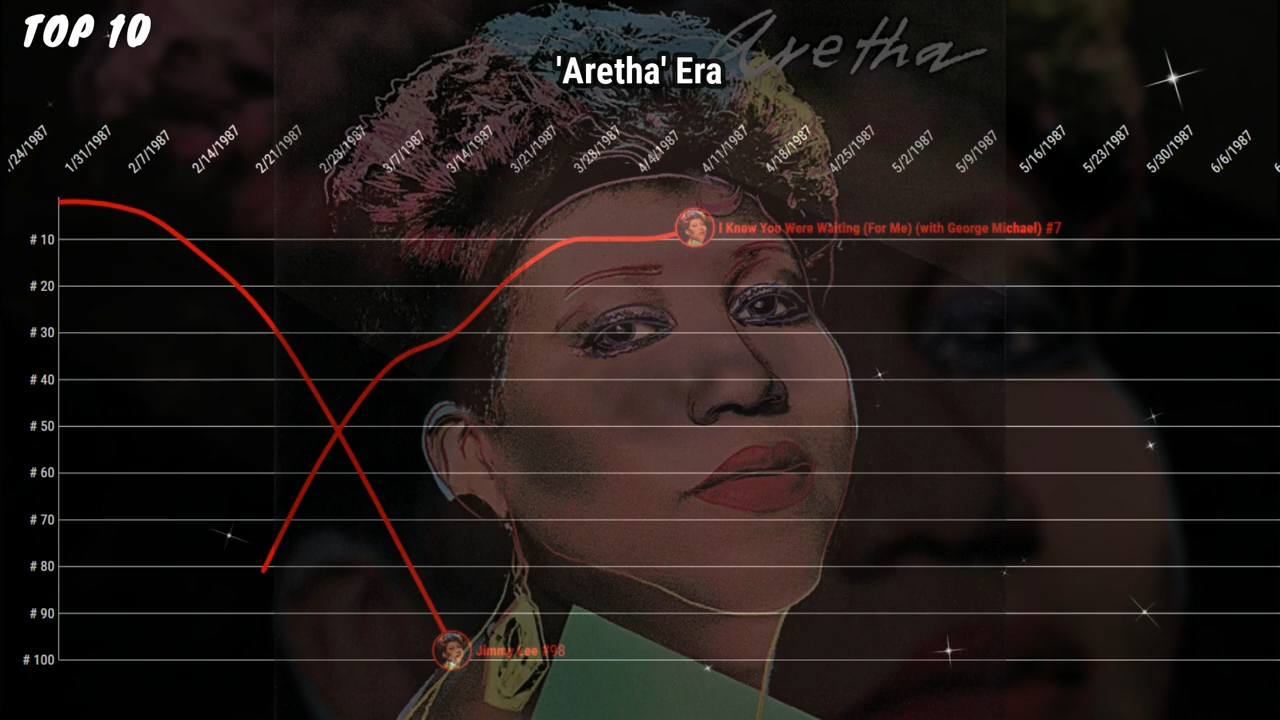 TOP 10
Aretha
'Aretha' Era
/24/1987 1/31/1987 2/7/1987 2/14/1987 2/21/1987 2/28/1987 3/7/1987 3/14/1987 3/21/1987 3/28/1987 4/4/1987 4/11/1987 4/18/1987 4/25/1987 5/2/1987 5/9/1987 5/16/1987 5/23/1987 5/30/1987 6/6/1987
I Know You Were Waiting (For Me) (with George Michael) #7
# 10
# 20
# 30
# 40
# 50
# 60
# 70
# 80
# 90
Jimmy Lee #98
# 100